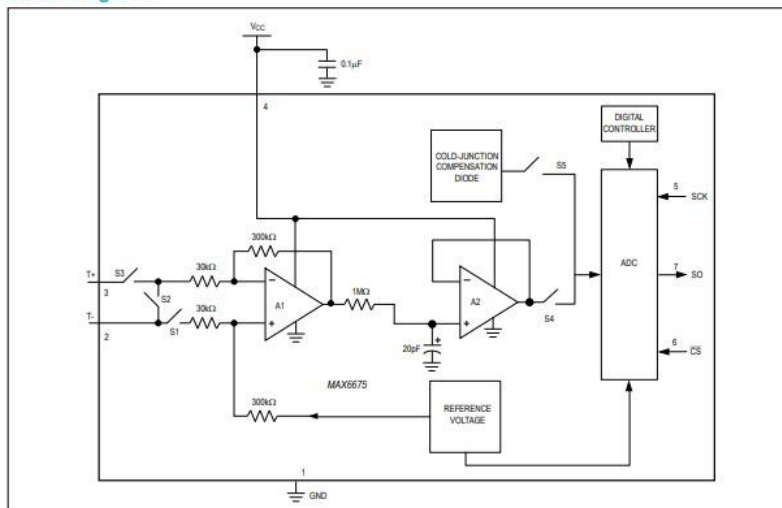 VCC
0.1µF
4
DIGITAL
CONTROLLER
COLD-JUNCTION
COMPENSATION
DIODE
S5
5
SCK
300kΩ
30kΩ
T+
S3
3
S2
A1
1MΩ
A2
ADC
7
SO
30kΩ
T-
S1
2
S4
20pF
+
6
CS
MAX6675
300kΩ
REFERENCE
VOLTAGE
1
GND